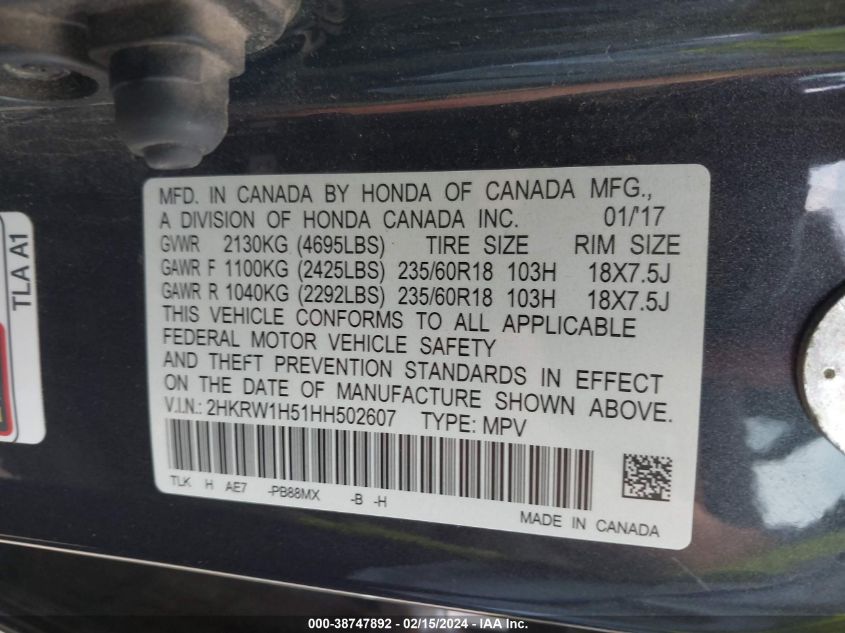 MFD. IN CANADA BY HONDA OF CANADA MFG.,
A DIVISION OF HONDA CANADA INC. 01/'17
GVWR 2130KG (4695LBS) TIRE SIZE RIM SIZE
GAWR F 1100KG (2425LBS) 235/60R18 103H 18X7.5J
GAWR R 1040KG (2292LBS) 235/60R18 103H 18X7.5J
THIS VEHICLE CONFORMS TO ALL APPLICABLE
FEDERAL MOTOR VEHICLE SAFETY
AND THEFT PREVENTION STANDARDS IN EFFECT
ON THE DATE OF MANUFACTURE SHOWN ABOVE.
V.I.N.: 2HKRW1H51HH502607 TYPE: MPV
TLK H AE7 -PB88MX -B -H
MADE IN CANADA
TLA A1
000-38747892 - 02/15/2024 - IAA Inc.